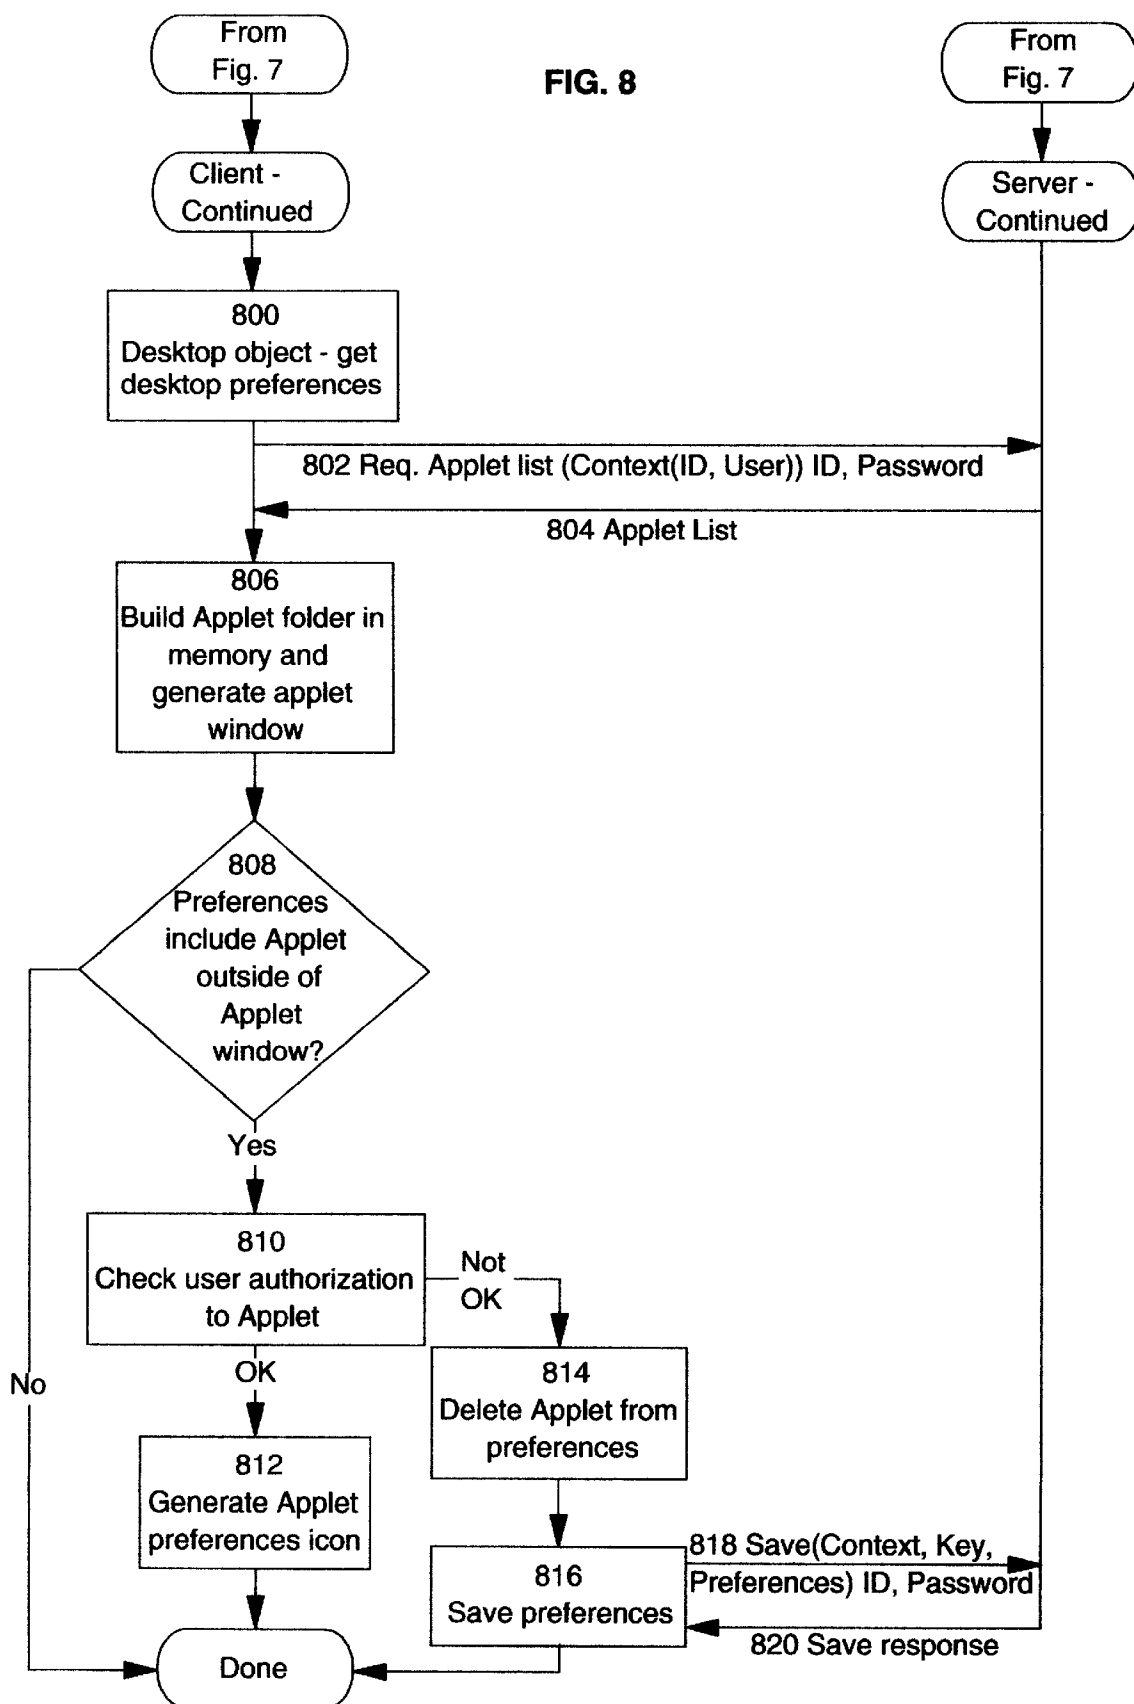 From
Fig. 7
FIG. 8
From
Fig. 7
Client -
Continued
Server -
Continued
800
Desktop object - get
desktop preferences
802 Req. Applet list (Context(ID, User)) ID, Password
804 Applet List
806
Build Applet folder in
memory and
generate applet
window
808
Preferences
include Applet
outside of
Applet
window?
Yes
No
810
Check user authorization
to Applet
Not
OK
OK
812
Generate Applet
preferences icon
814
Delete Applet from
preferences
816
Save preferences
818 Save(Context, Key,
Preferences) ID, Password
820 Save response
Done